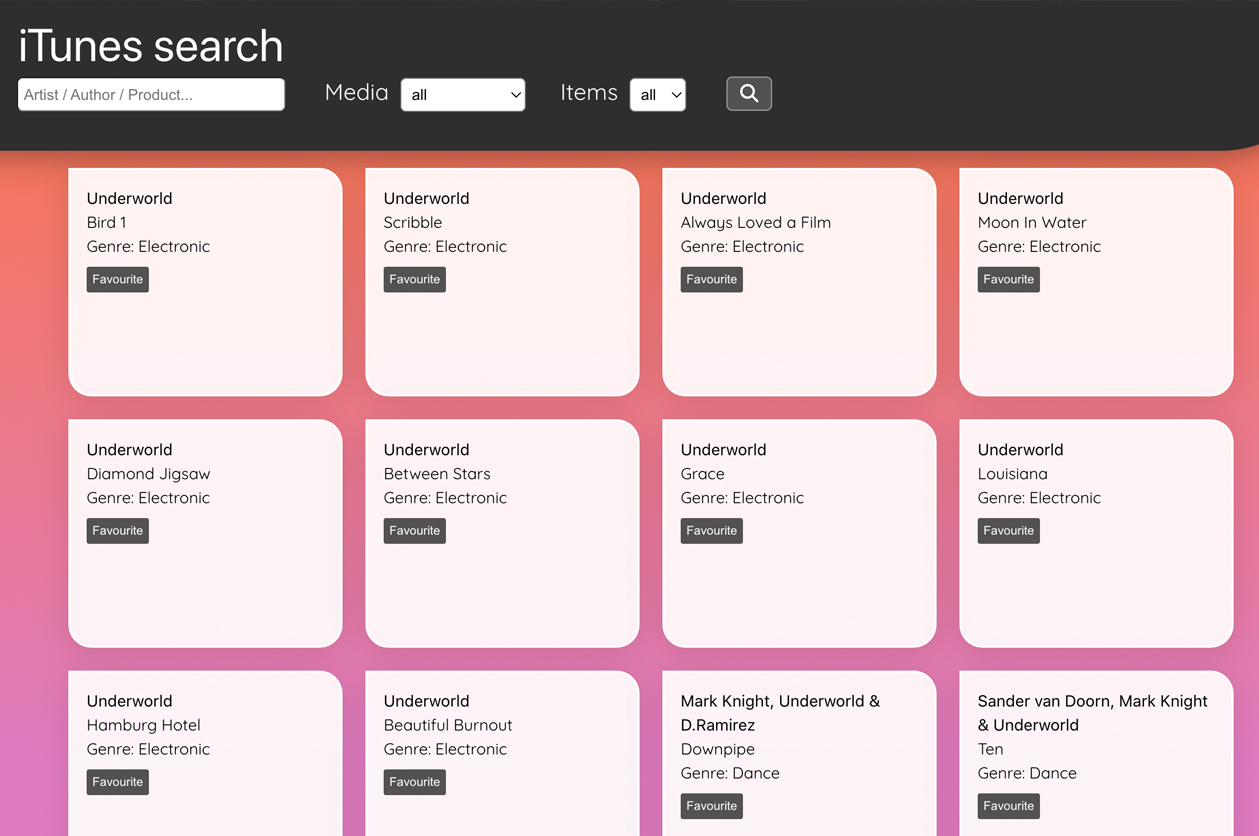 iTunes search
Artist / Author / Product...
Media
all
Items
all
Underworld
Bird 1
Genre: Electronic
Favourite
Underworld
Scribble
Genre: Electronic
Favourite
Underworld
Always Loved a Film
Genre: Electronic
Favourite
Underworld
Moon In Water
Genre: Electronic
Favourite
Underworld
Diamond Jigsaw
Genre: Electronic
Favourite
Underworld
Between Stars
Genre: Electronic
Favourite
Underworld
Grace
Genre: Electronic
Favourite
Underworld
Louisiana
Genre: Electronic
Favourite
Underworld
Hamburg Hotel
Genre: Electronic
Favourite
Underworld
Beautiful Burnout
Genre: Electronic
Favourite
Mark Knight, Underworld &
D.Ramirez
Downpipe
Genre: Dance
Favourite
Sander van Doorn, Mark Knight
& Underworld
Ten
Genre: Dance
Favourite